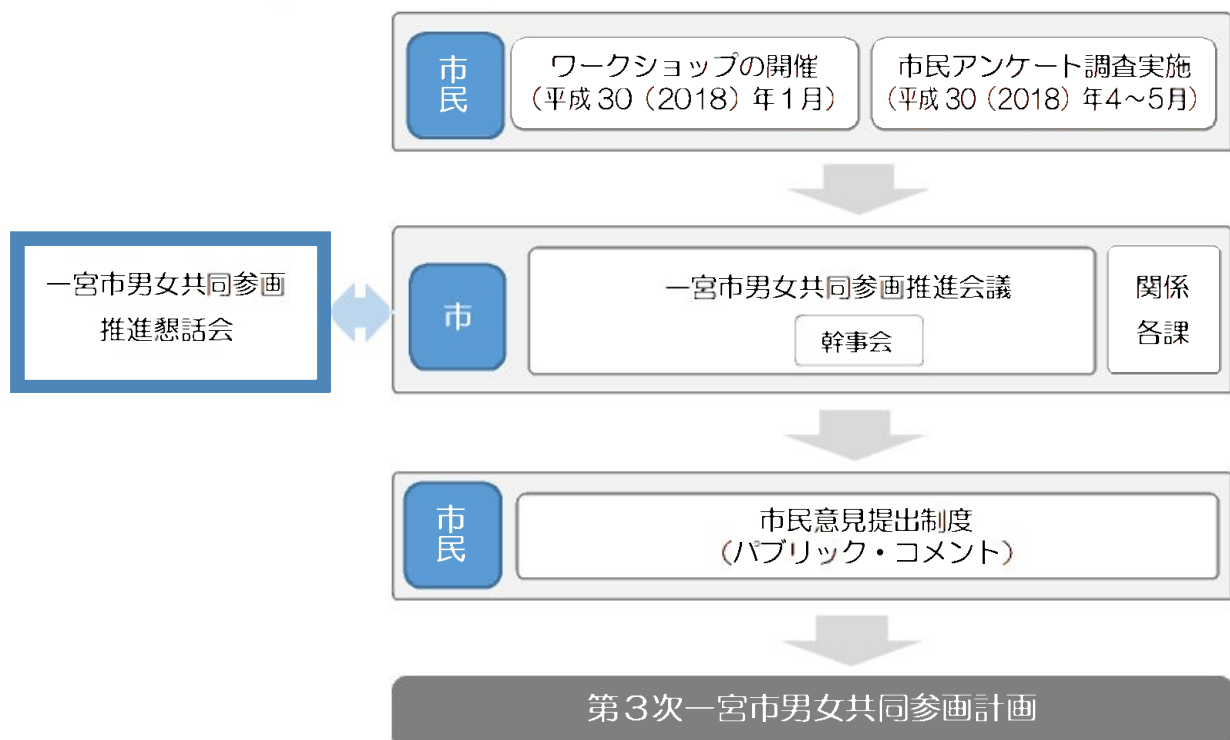 市民
ワークショップの開催
（平成30（2018）年1月）
市民アンケート調査実施
（平成30（2018）年4～5月）
一宮市男女共同参画
推進懇話会
市
一宮市男女共同参画推進会議
幹事会
関係
各課
市民
市民意見提出制度
（パブリック・コメント）
第3次一宮市男女共同参画計画